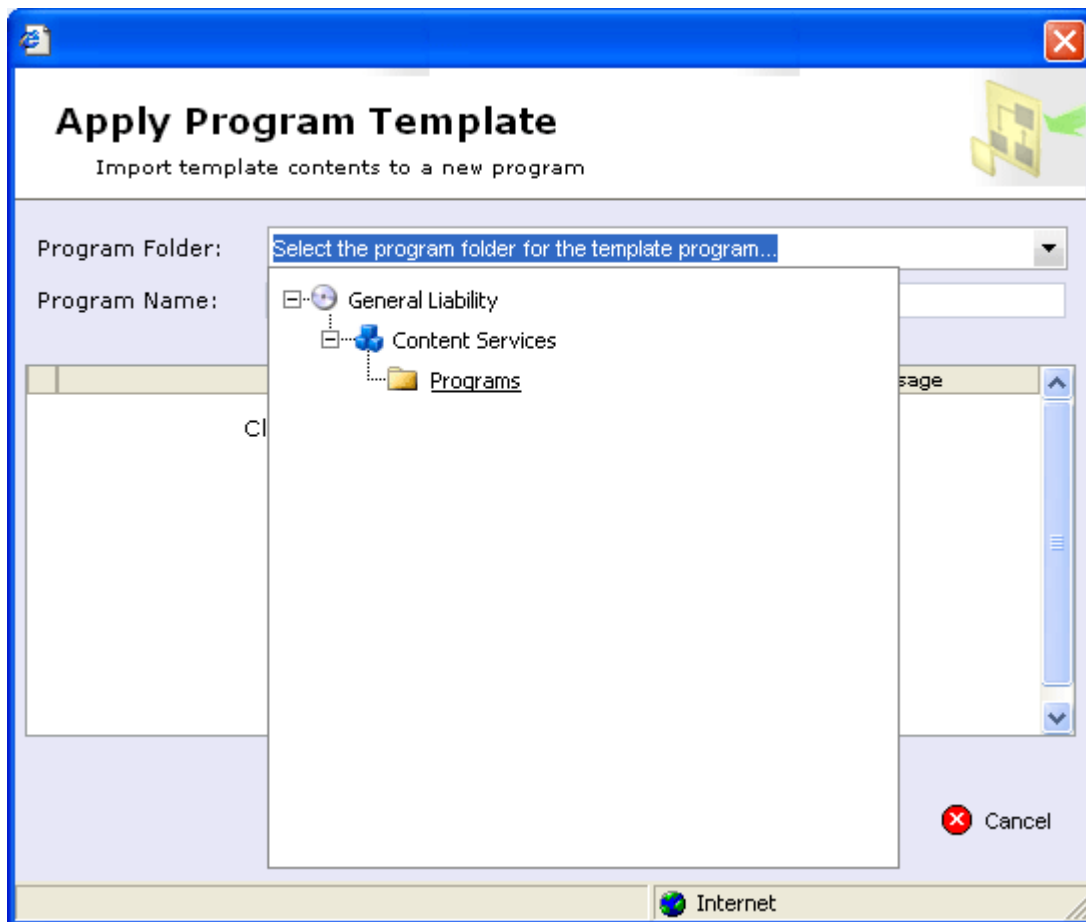 Apply Program Template
Import template contents to a new program
Program Folder: Select the program folder for the template program...
Program Name:
General Liability
Content Services
Programs
sage
Cl
Cancel
Internet